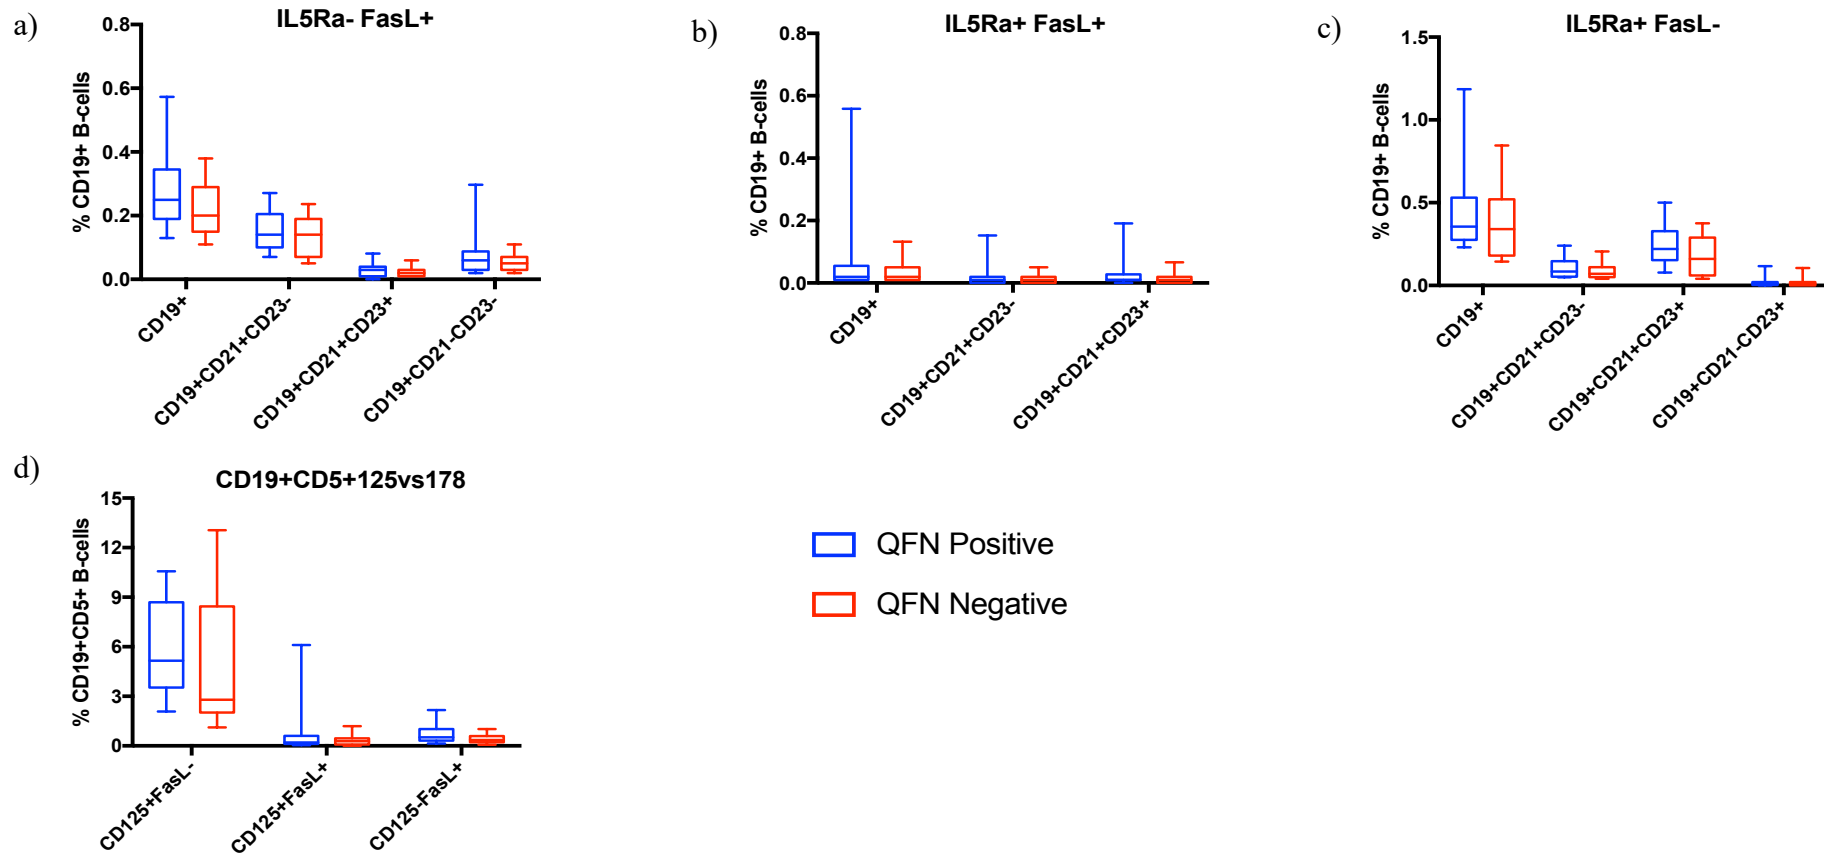 a)
IL5Ra- FasL+
% CD19+ B-cells
0.8
0.6
0.4
0.2
0.0
CD19+
CD19+CD21+CD23-
CD19+CD21+CD23+
CD19+CD21-CD23-
b)
IL5Ra+ FasL+
% CD19+ B-cells
0.8
0.6
0.4
0.2
0.0
CD19+
CD19+CD21+CD23-
CD19+CD21+CD23+
c)
IL5Ra+ FasL-
% CD19+ B-cells
1.5
1.0
0.5
0.0
CD19+
CD19+CD21+CD23-
CD19+CD21+CD23+
CD19+CD21-CD23+
d)
CD19+CD5+125vs178
% CD19+CD5+ B-cells
15
12
9
6
3
0
CD125+FasL-
CD125+FasL+
CD125-FasL+
QFN Positive
QFN Negative